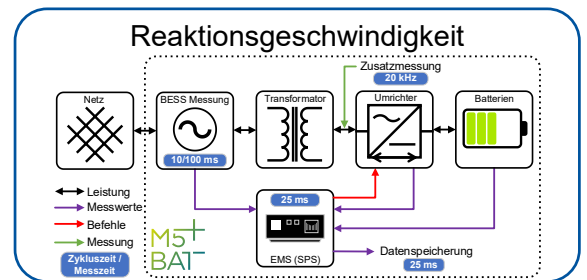 Reaktionsgeschwindigkeit
Zusatzmessung
20 kHz
Netz
BESS Messung
Transformator
Umrichter
Batterien
10/100 ms
Leistung
Messwerte
Befehle
Messung
Zykluszeit /
Messzeit
M5+
BAT
25 ms
EMS (SPS)
Datenspeicherung
25 ms